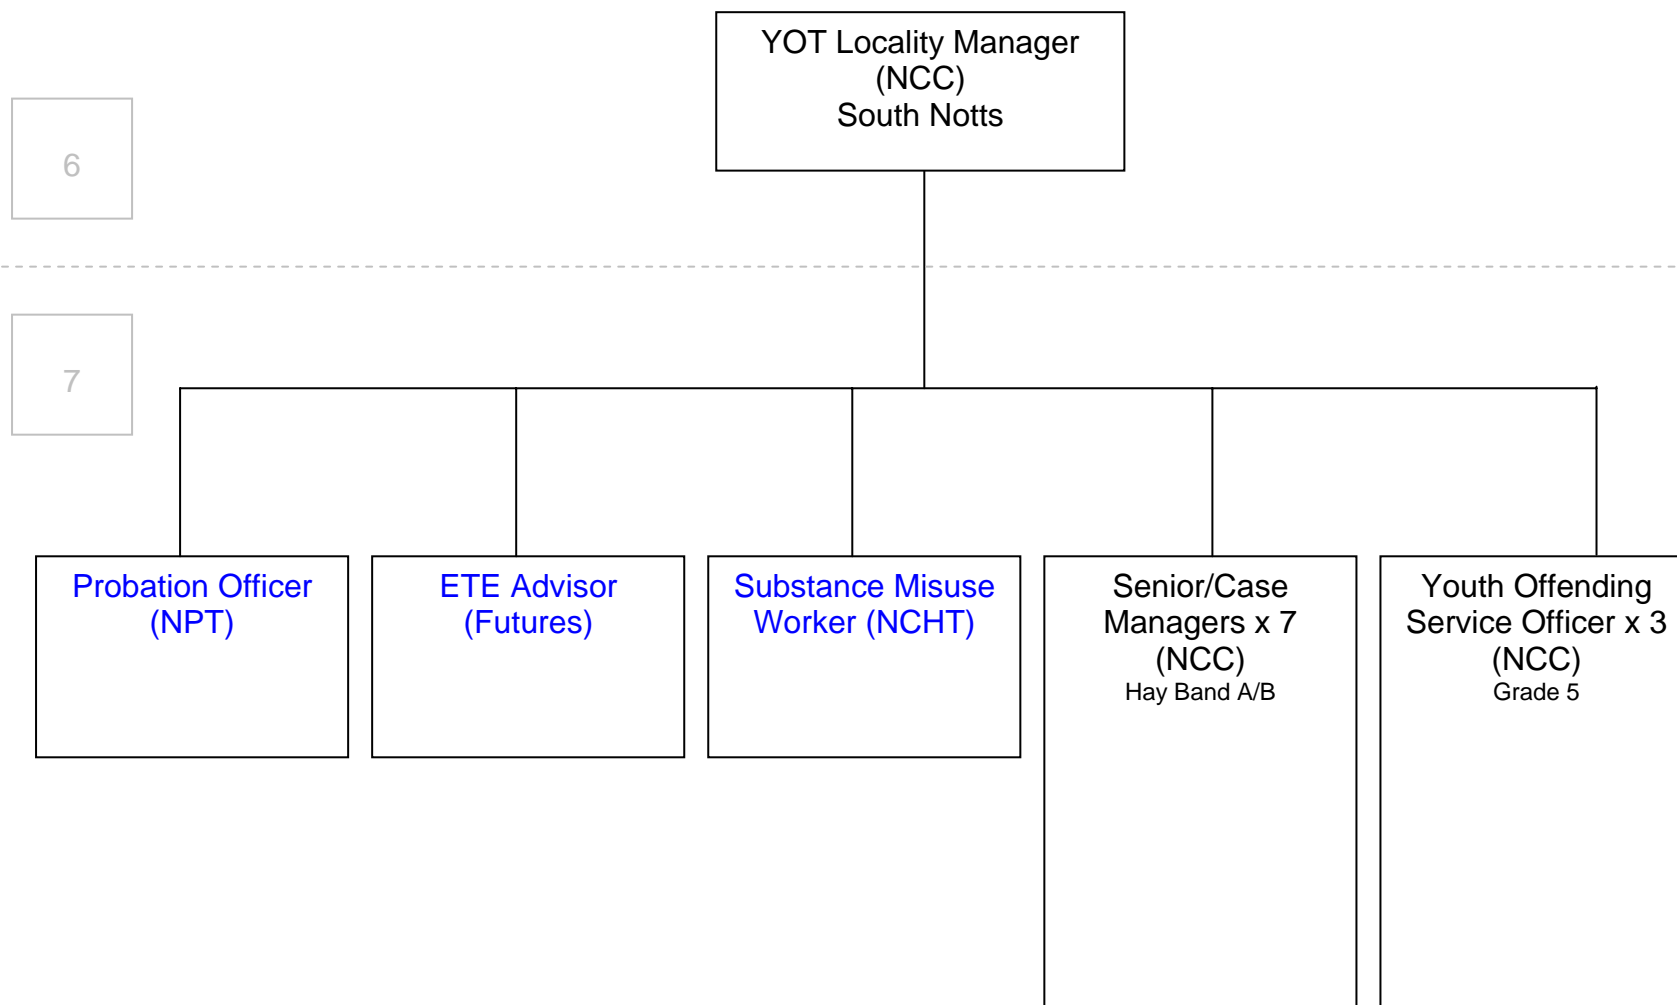 YOT Locality Manager
(NCC)
South Notts
6
7
Probation Officer
(NPT)
ETE Advisor
(Futures)
Substance Misuse
Worker (NCHT)
Senior/Case
Managers x 7
(NCC)
Hay Band A/B
Youth Offending
Service Officer x 3
(NCC)
Grade 5